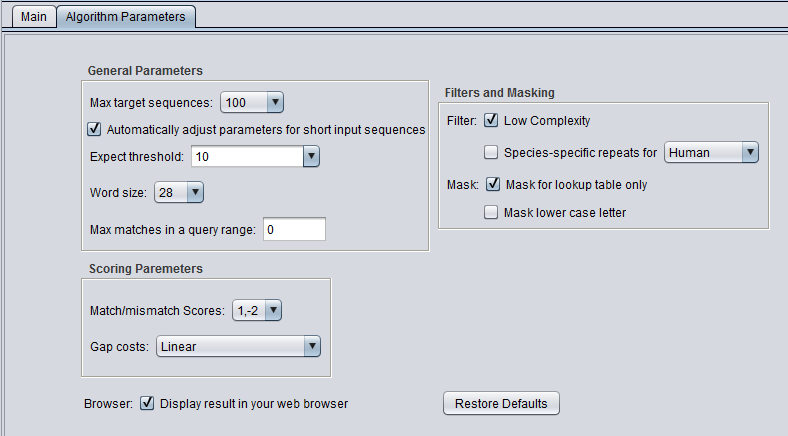 Main
Algorithm Parameters
General Parameters
Max target sequences: 100
Automatically adjust parameters for short input sequences
Expect threshold: 10
Word size: 28
Max matches in a query range: 0
Filters and Masking
Filter: Low Complexity
Species-specific repeats for Human
Mask: Mask for lookup table only
Mask lower case letter
Scoring Paremeters
Match/mismatch Scores: 1,-2
Gap costs: Linear
Browser: Display result in your web browser
Restore Defaults